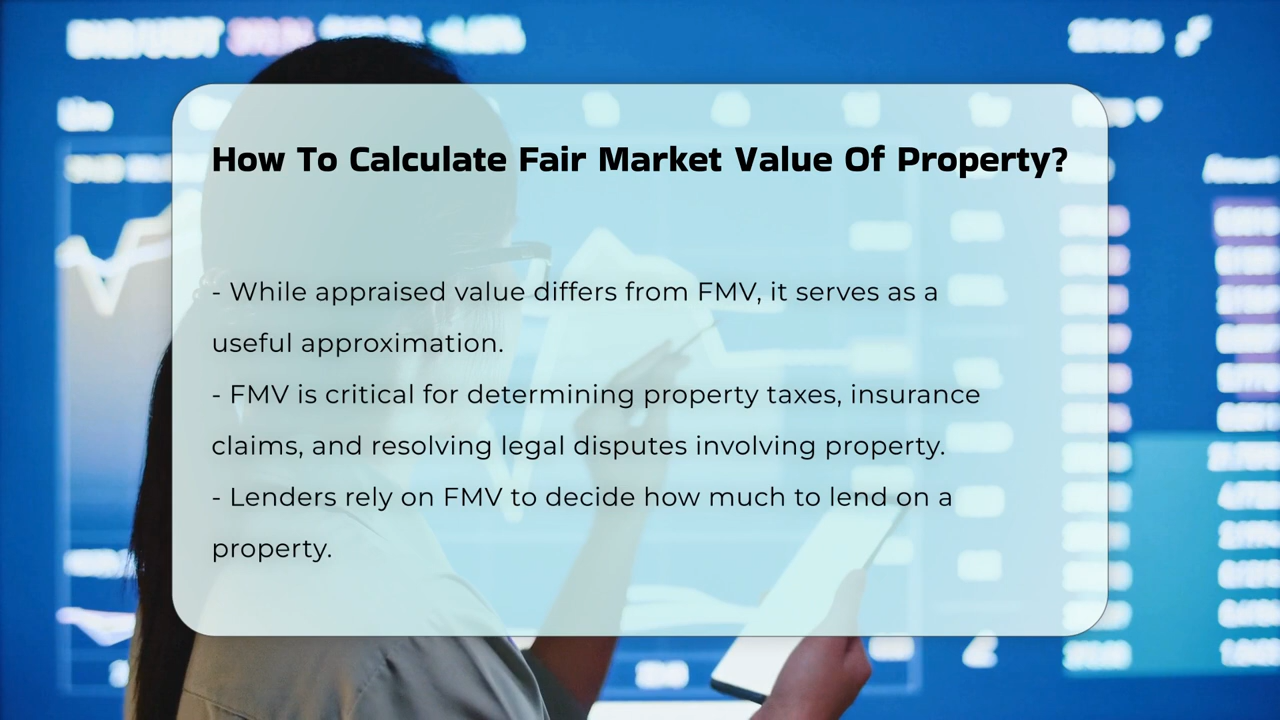 How To Calculate Fair Market Value Of Property?
- While appraised value differs from FMV, it serves as a
useful approximation.
- FMV is critical for determining property taxes, insurance
claims, and resolving legal disputes involving property.
- Lenders rely on FMV to decide how much to lend on a
property.